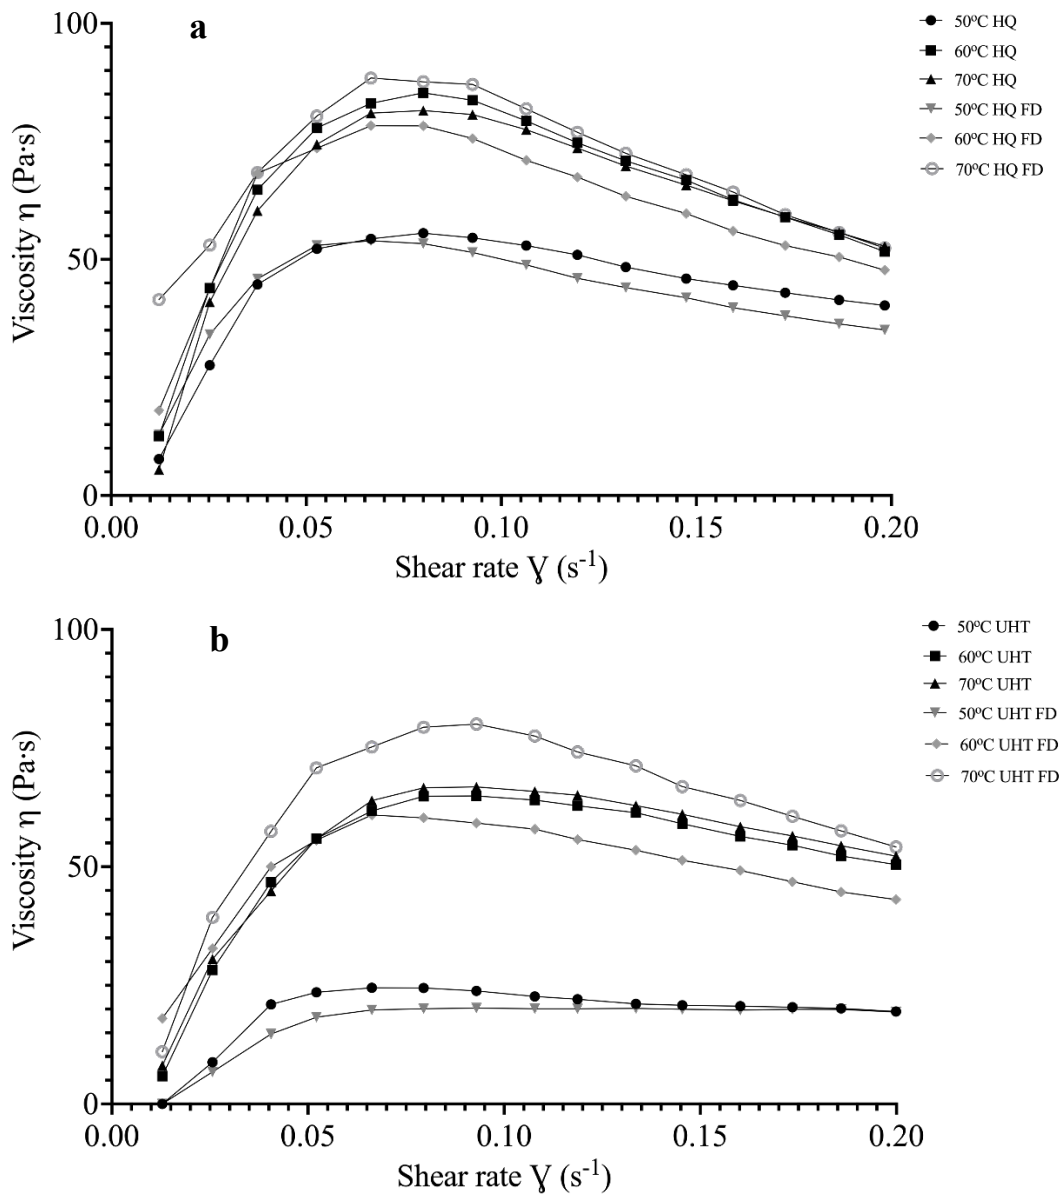 a
100
50
0
Viscosity η (Pa·s)
0.00 0.05 0.10 0.15 0.20
Shear rate Ɣ (s⁻¹)
50ºC HQ
60ºC HQ
70ºC HQ
50ºC HQ FD
60ºC HQ FD
70ºC HQ FD
b
100
50
0
Viscosity η (Pa·s)
0.00 0.05 0.10 0.15 0.20
Shear rate Ɣ (s⁻¹)
50ºC UHT
60ºC UHT
70ºC UHT
50ºC UHT FD
60ºC UHT FD
70ºC UHT FD